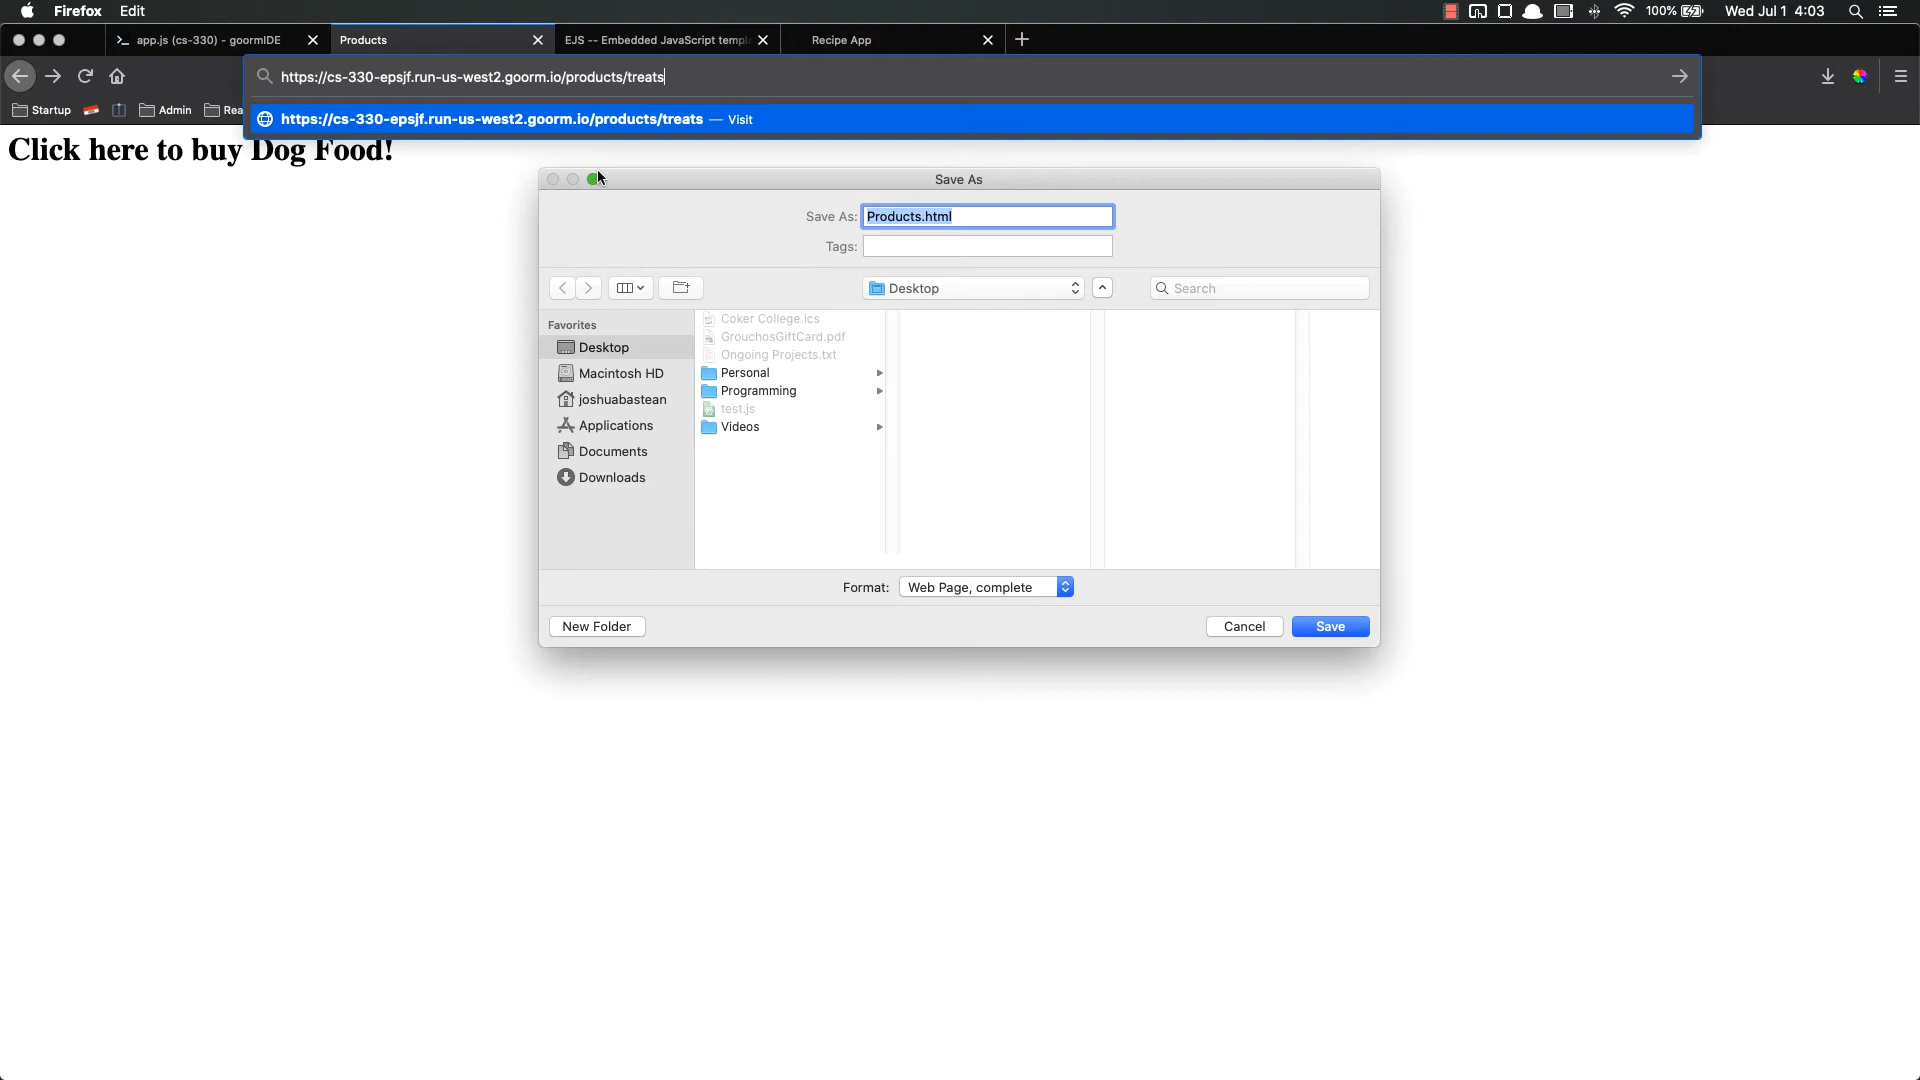 Firefox Edit 100% Wed Jul 1 4:03
app.js (cs-330) - goormIDE Products EJS -- Embedded JavaScript templ Recipe App
https://cs-330-epsjf.run-us-west2.goorm.io/products/treats
Startup Admin Rea
https://cs-330-epsjf.run-us-west2.goorm.io/products/treats — Visit
Click here to buy Dog Food!
Save As
Save As: Products.html
Tags:
Desktop Search
Favorites
Desktop
Macintosh HD
joshuabastean
Applications
Documents
Downloads
Coker College.ics
GrouchosGiftCard.pdf
Ongoing Projects.txt
Personal
Programming
test.js
Videos
Format: Web Page, complete
New Folder Cancel Save